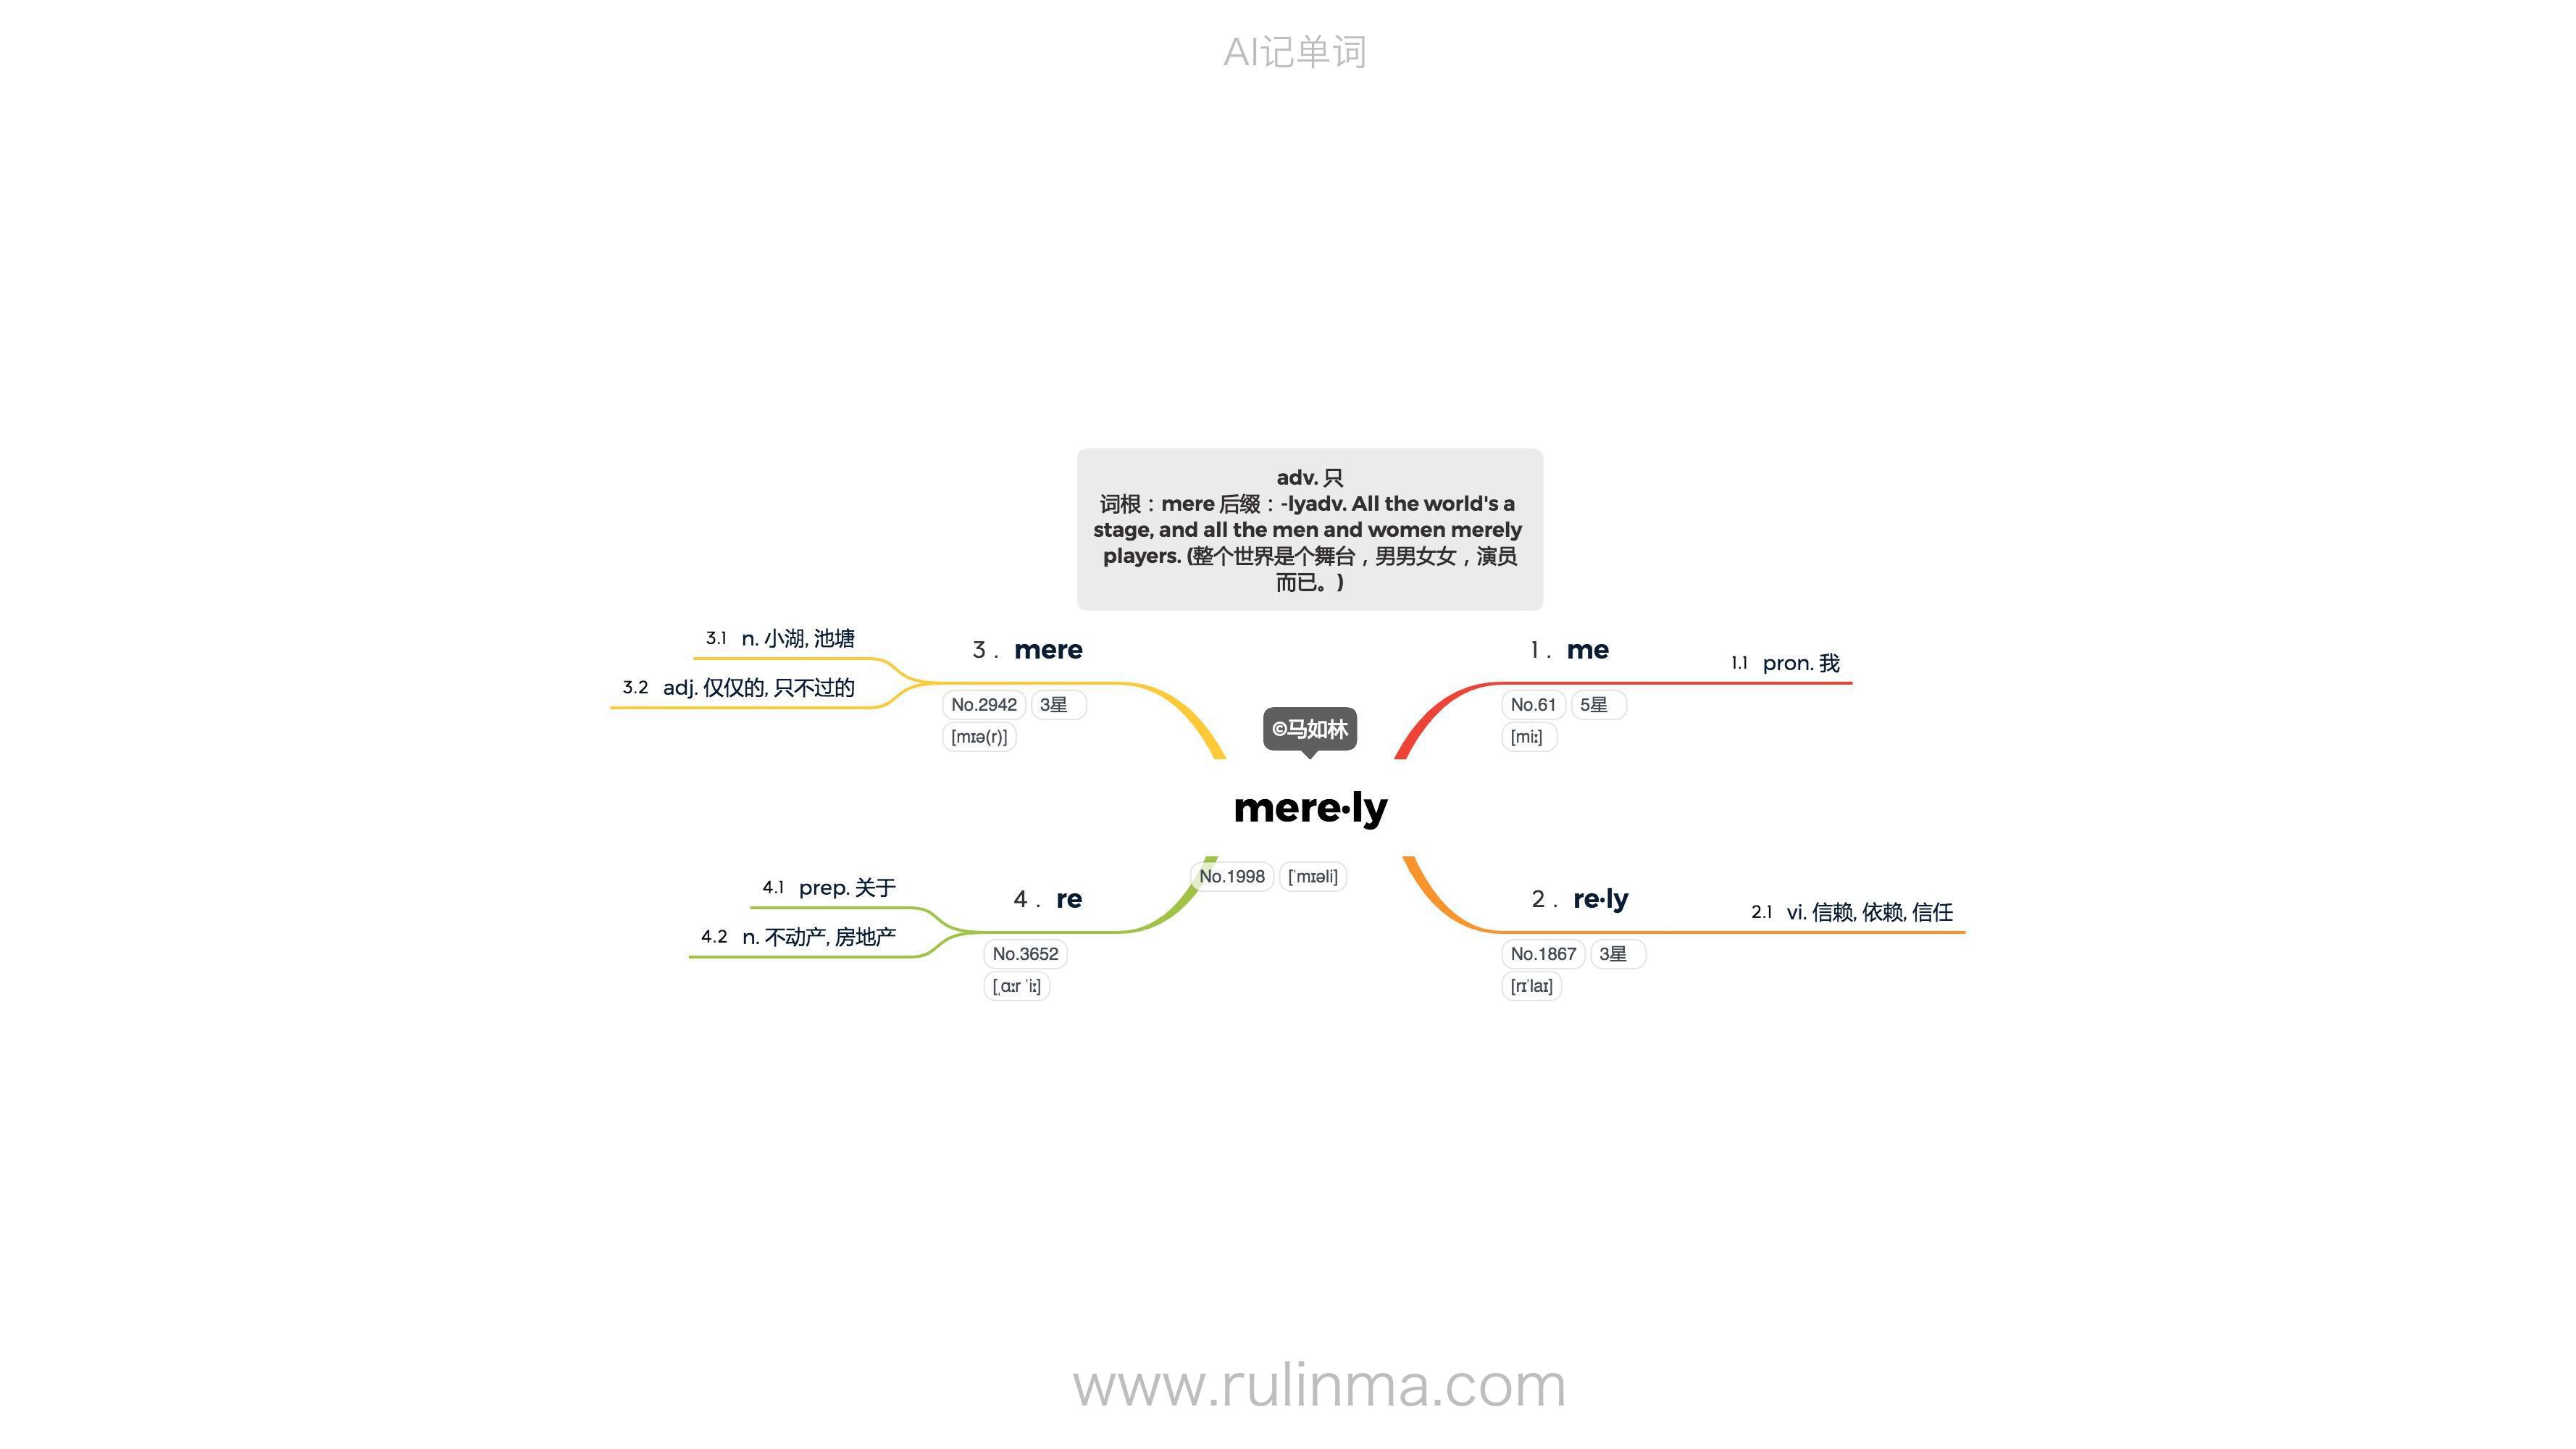 AI记单词
adv. 只
词根：mere 后缀：-lyadv. All the world's a
stage, and all the men and women merely
players. (整个世界是个舞台，男男女女，演员
而已。)
3.1 n. 小湖, 池塘
3.2 adj. 仅仅的, 只不过的
3 . mere
No.2942 3星
[mɪə(r)]
1 . me
1.1 pron. 我
No.61 5星
[miː]
©马如林
mere·ly
No.1998 [ˈmɪəli]
4.1 prep. 关于
4.2 n. 不动产, 房地产
4 . re
No.3652
[ˌɑːr ˈiː]
2 . re·ly
2.1 vi. 信赖, 依赖, 信任
No.1867 3星
[rɪˈlaɪ]
www.rulinma.com